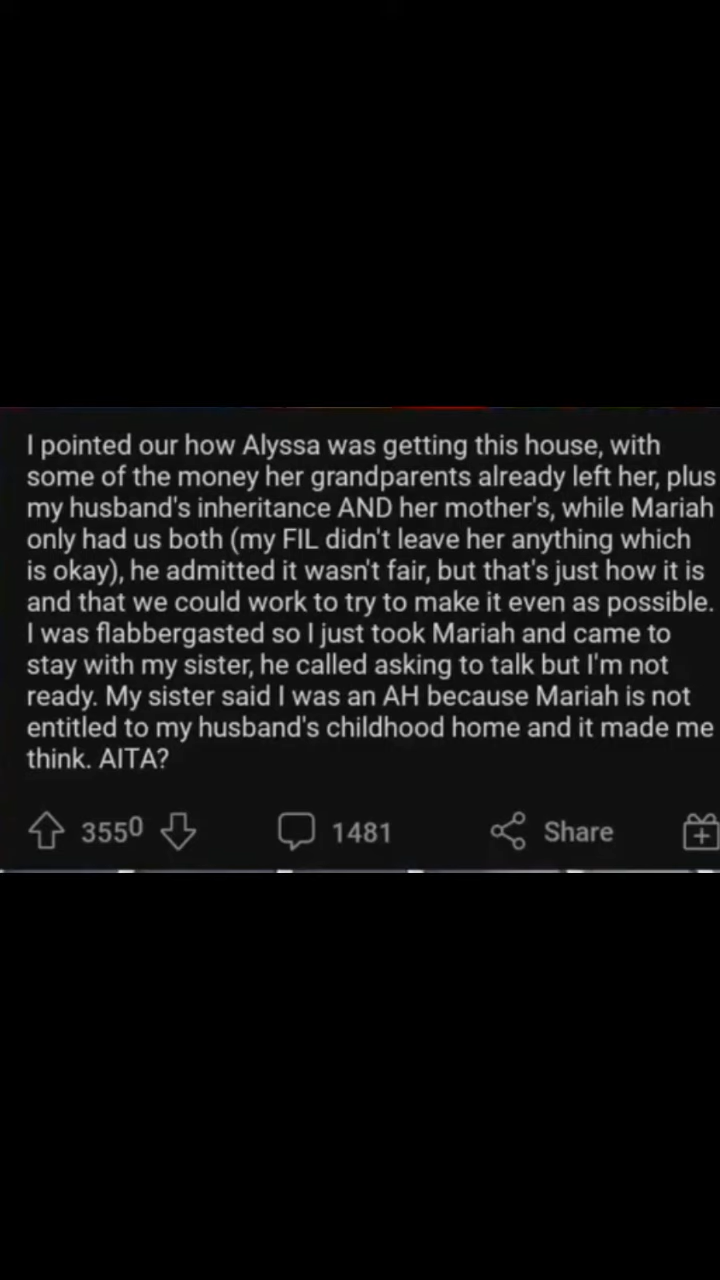 I pointed our how Alyssa was getting this house, with
some of the money her grandparents already left her, plus
my husband's inheritance AND her mother's, while Mariah
only had us both (my FIL didn't leave her anything which
is okay), he admitted it wasn't fair, but that's just how it is
and that we could work to try to make it even as possible.
I was flabbergasted so I just took Mariah and came to
stay with my sister, he called asking to talk but I'm not
ready. My sister said I was an AH because Mariah is not
entitled to my husband's childhood home and it made me
think. AITA?
3550 1481 Share